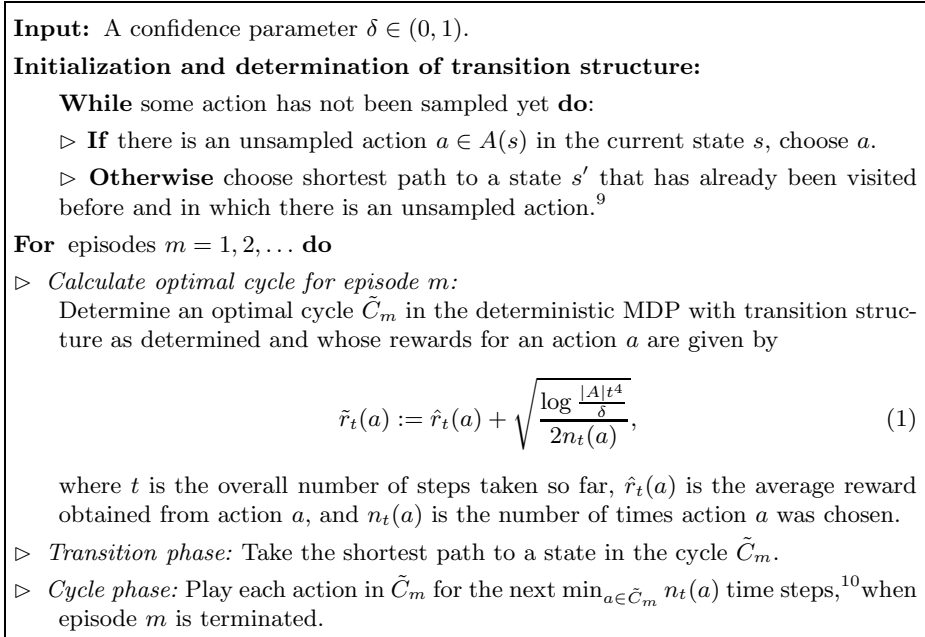 Input: A confidence parameter δ ∈ (0, 1).
Initialization and determination of transition structure:
While some action has not been sampled yet do:
▷ If there is an unsampled action a ∈ A(s) in the current state s, choose a.
▷ Otherwise choose shortest path to a state s′ that has already been visited
before and in which there is an unsampled action.⁹
For episodes m = 1, 2, . . . do
▷ Calculate optimal cycle for episode m:
Determine an optimal cycle C̃ₘ in the deterministic MDP with transition struc-
ture as determined and whose rewards for an action a are given by
r̃ₜ(a) := r̂ₜ(a) + √(log(|A|t⁴/δ) / 2nₜ(a)), (1)
where t is the overall number of steps taken so far, r̂ₜ(a) is the average reward
obtained from action a, and nₜ(a) is the number of times action a was chosen.
▷ Transition phase: Take the shortest path to a state in the cycle C̃ₘ.
▷ Cycle phase: Play each action in C̃ₘ for the next min_{a∈C̃ₘ} nₜ(a) time steps,¹⁰when
episode m is terminated.